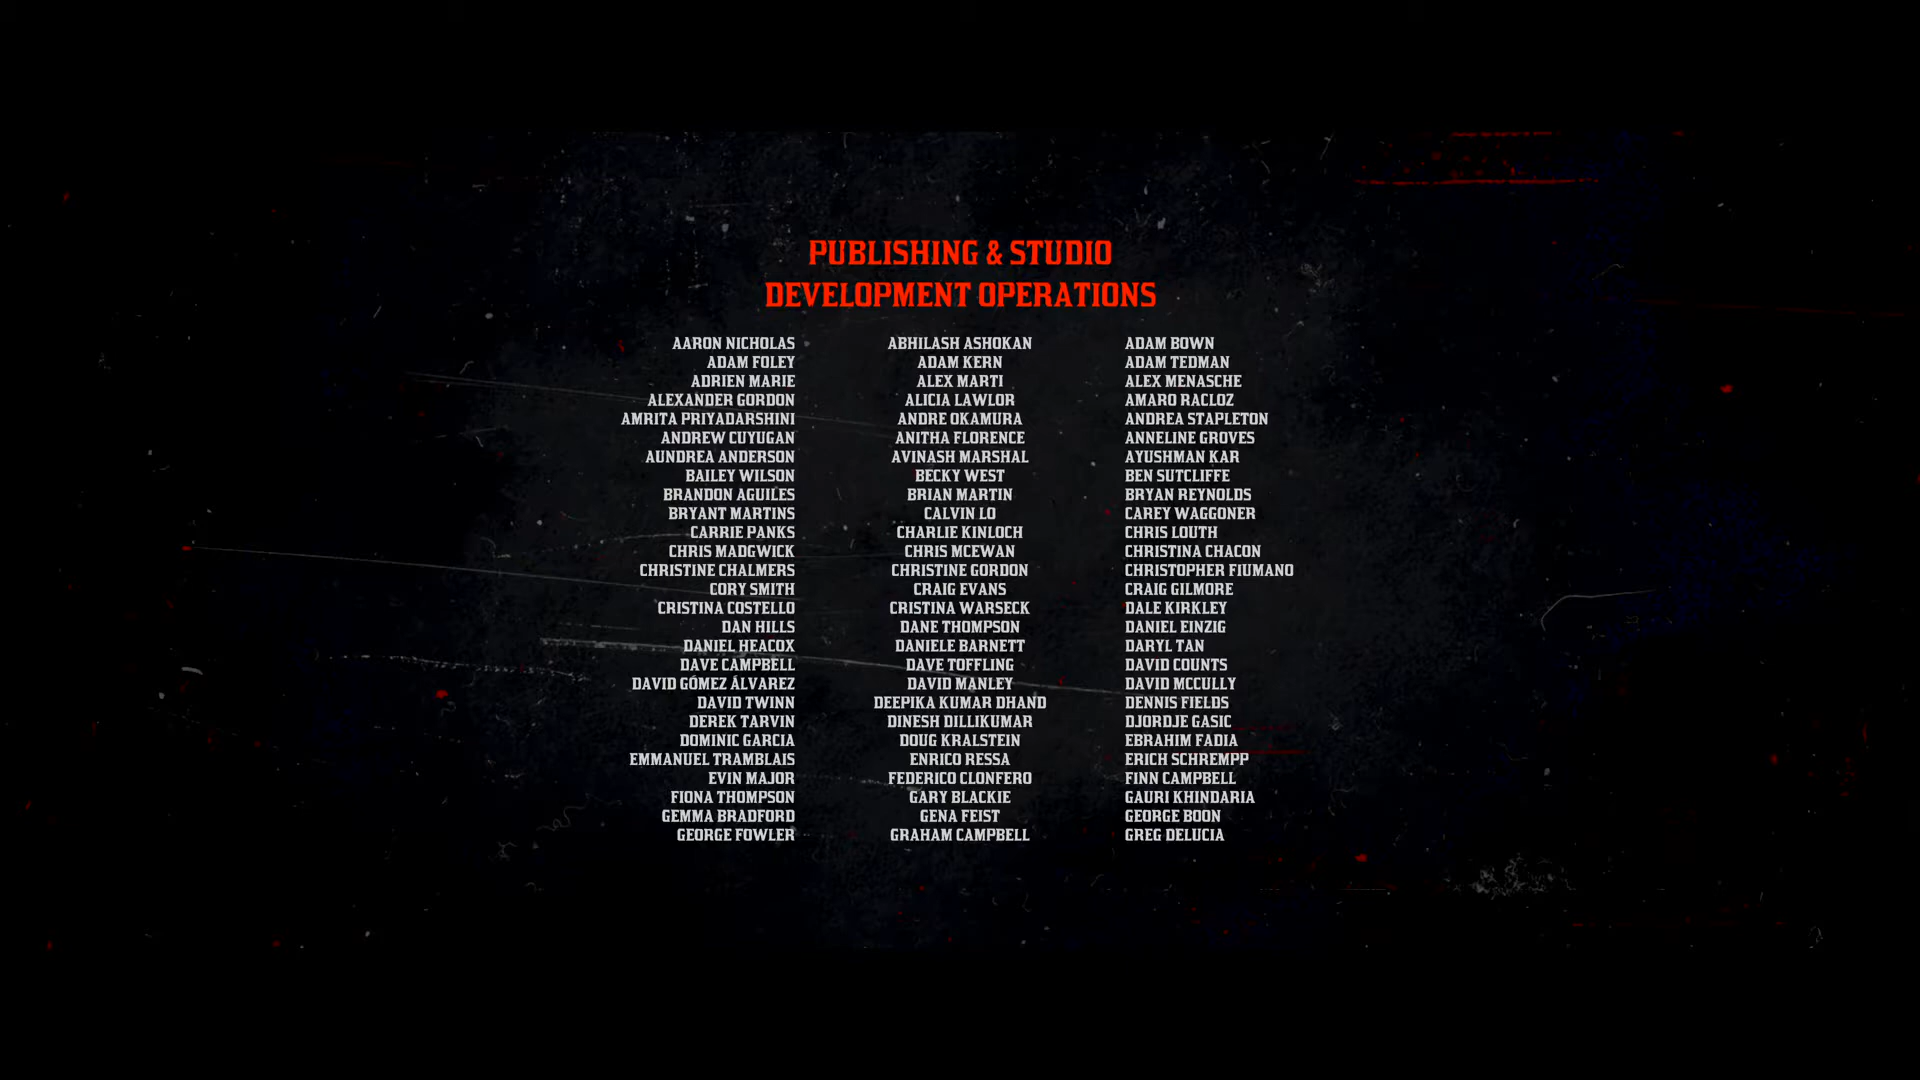 PUBLISHING & STUDIO
DEVELOPMENT OPERATIONS
AARON NICHOLAS ABHILASH ASHOKAN ADAM BOWN
ADAM FOLEY ADAM KERN ADAM TEDMAN
ADRIEN MARIE ALEX MARTI ALEX MENASCHE
ALEXANDER GORDON ALICIA LAWLOR AMARO RACLOZ
AMRITA PRIYADARSHINI ANDRE OKAMURA ANDREA STAPLETON
ANDREW CUYUGAN ANITHA FLORENCE ANNELINE GROVES
AUNDREA ANDERSON AVINASH MARSHAL AYUSHMAN KAR
BAILEY WILSON BECKY WEST BEN SUTCLIFFE
BRANDON AGUILES BRIAN MARTIN BRYAN REYNOLDS
BRYANT MARTINS CALVIN LO CAREY WAGGONER
CARRIE PANKS CHARLIE KINLOCH CHRIS LOUTH
CHRIS MADGWICK CHRIS MCEWAN CHRISTINA CHACON
CHRISTINE CHALMERS CHRISTINE GORDON CHRISTOPHER FIUMANO
CORY SMITH CRAIG EVANS CRAIG GILMORE
CRISTINA COSTELLO CRISTINA WARSECK DALE KIRKLEY
DAN HILLS DANE THOMPSON DANIEL EINZIG
DANIEL HEACOX DANIELE BARNETT DARYL TAN
DAVE CAMPBELL DAVE TOFFLING DAVID COUNTS
DAVID GÓMEZ ÁLVAREZ DAVID MANLEY DAVID MCCULLY
DAVID TWINN DEEPIKA KUMAR DHAND DENNIS FIELDS
DEREK TARVIN DINESH DILLIKUMAR DJORDJE GASIC
DOMINIC GARCIA DOUG KRALSTEIN EBRAHIM FADIA
EMMANUEL TRAMBLAIS ENRICO RESSA ERICH SCHREMPP
EVIN MAJOR FEDERICO CLONFERO FINN CAMPBELL
FIONA THOMPSON GARY BLACKIE GAURI KHINDARIA
GEMMA BRADFORD GENA FEIST GEORGE BOON
GEORGE FOWLER GRAHAM CAMPBELL GREG DELUCIA